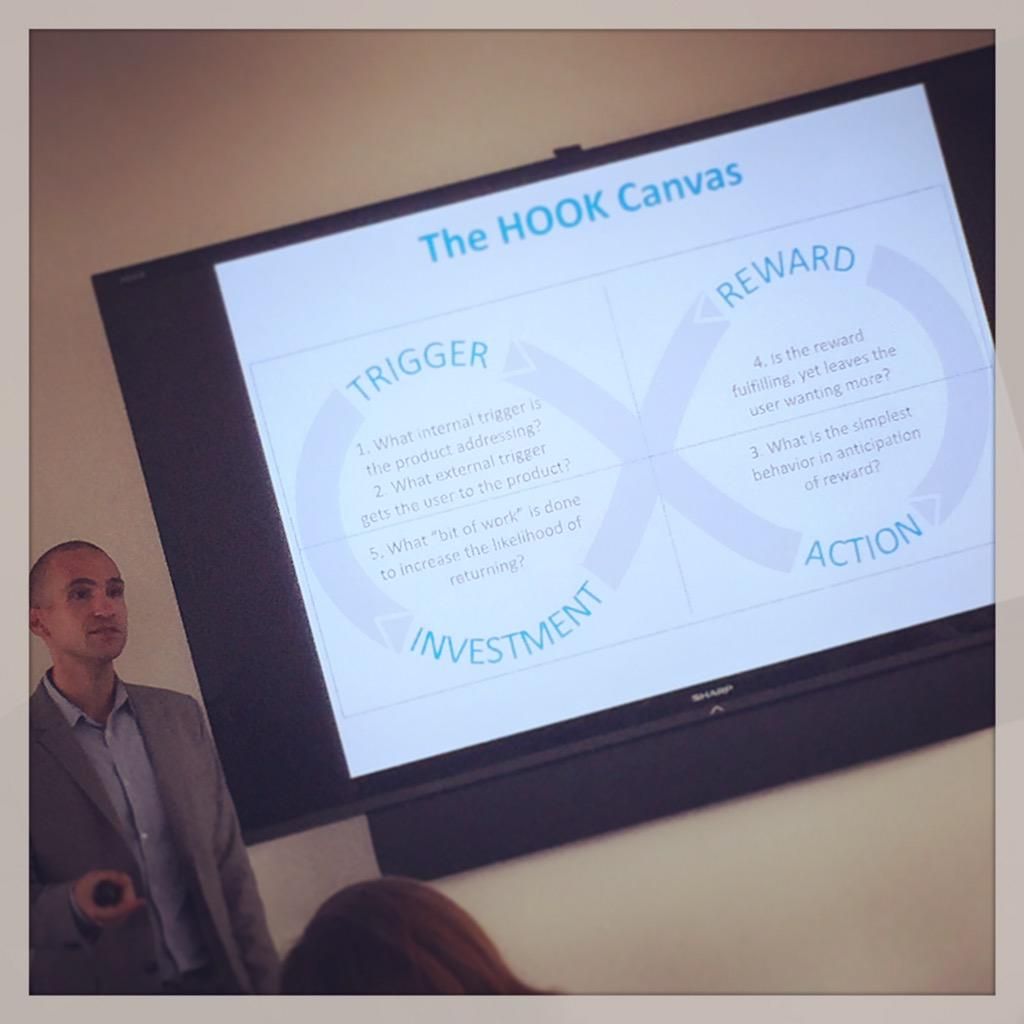 The HOOK Canvas
TRIGGER
1. What internal trigger is
the product addressing?
2. What external trigger
gets the user to the product?
5. What "bit of work" is done
to increase the likelihood of
returning?
INVESTMENT
REWARD
4. Is the reward
fulfilling, yet leaves the
user wanting more?
3. What is the simplest
behavior in anticipation
of reward?
ACTION
SHARP